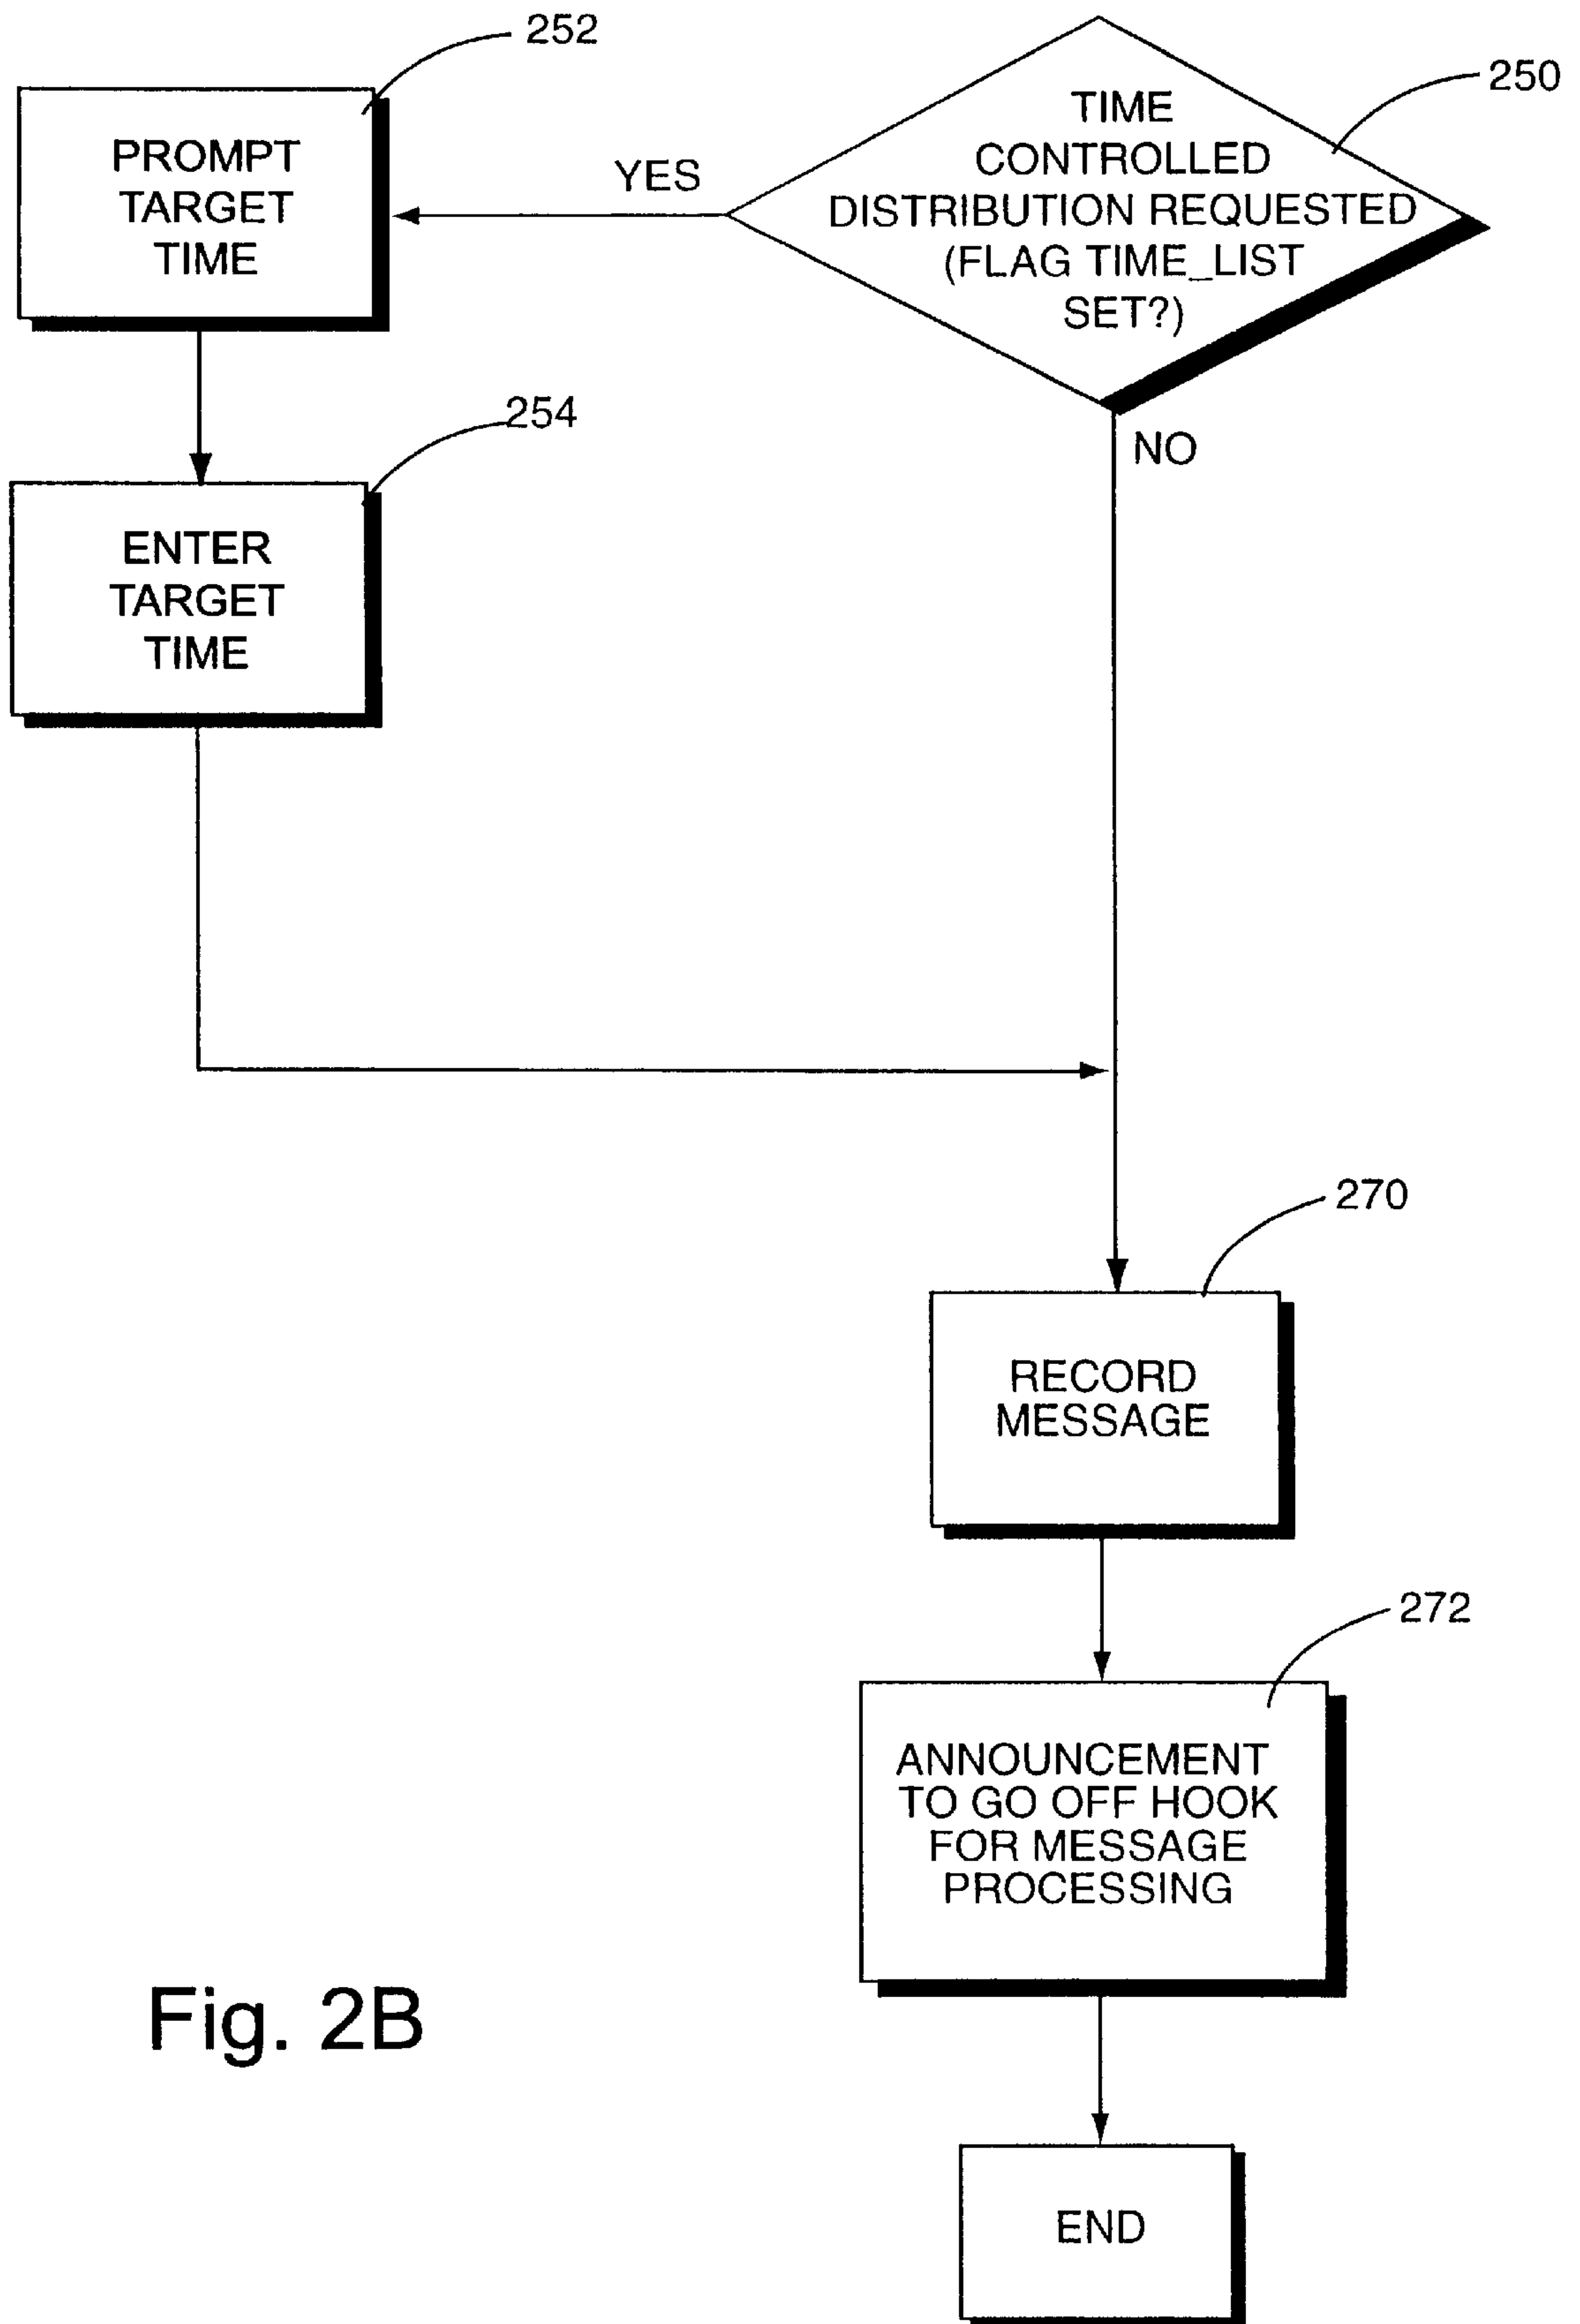 252
PROMPT
TARGET
TIME
YES
250
TIME
CONTROLLED
DISTRIBUTION REQUESTED
(FLAG TIME_LIST
SET?)
NO
254
ENTER
TARGET
TIME
270
RECORD
MESSAGE
272
ANNOUNCEMENT
TO GO OFF HOOK
FOR MESSAGE
PROCESSING
END
Fig. 2B